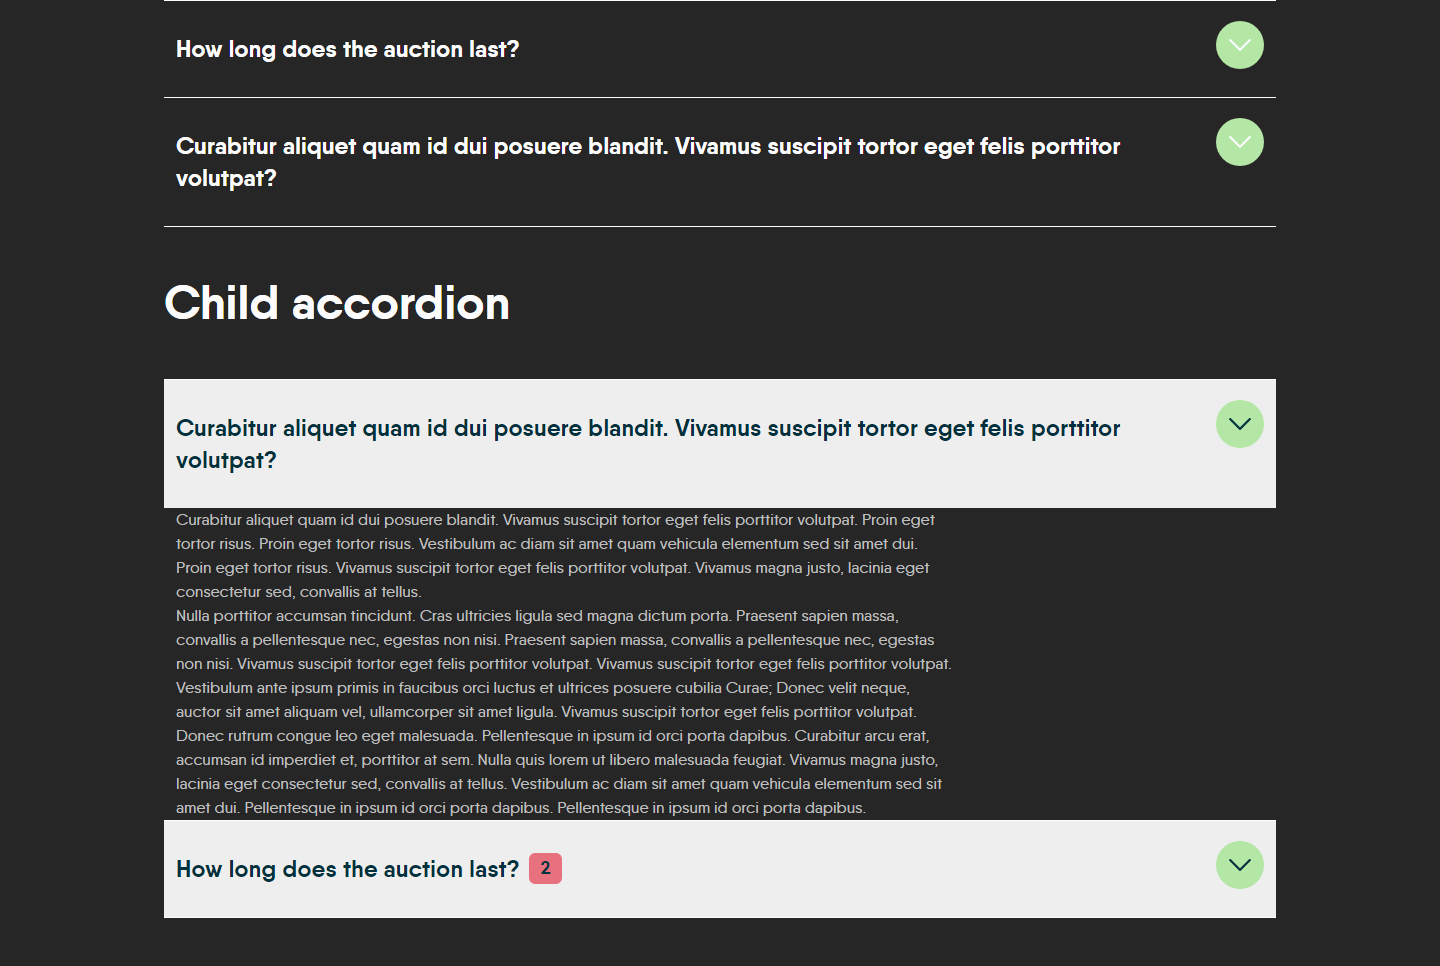 How long does the auction last?
Curabitur aliquet quam id dui posuere blandit. Vivamus suscipit tortor eget felis porttitor
volutpat?
Child accordion
Curabitur aliquet quam id dui posuere blandit. Vivamus suscipit tortor eget felis porttitor
volutpat?
Curabitur aliquet quam id dui posuere blandit. Vivamus suscipit tortor eget felis porttitor volutpat. Proin eget
tortor risus. Proin eget tortor risus. Vestibulum ac diam sit amet quam vehicula elementum sed sit amet dui.
Proin eget tortor risus. Vivamus suscipit tortor eget felis porttitor volutpat. Vivamus magna justo, lacinia eget
consectetur sed, convallis at tellus.
Nulla porttitor accumsan tincidunt. Cras ultricies ligula sed magna dictum porta. Praesent sapien massa,
convallis a pellentesque nec, egestas non nisi. Praesent sapien massa, convallis a pellentesque nec, egestas
non nisi. Vivamus suscipit tortor eget felis porttitor volutpat. Vivamus suscipit tortor eget felis porttitor volutpat.
Vestibulum ante ipsum primis in faucibus orci luctus et ultrices posuere cubilia Curae; Donec velit neque,
auctor sit amet aliquam vel, ullamcorper sit amet ligula. Vivamus suscipit tortor eget felis porttitor volutpat.
Donec rutrum congue leo eget malesuada. Pellentesque in ipsum id orci porta dapibus. Curabitur arcu erat,
accumsan id imperdiet et, porttitor at sem. Nulla quis lorem ut libero malesuada feugiat. Vivamus magna justo,
lacinia eget consectetur sed, convallis at tellus. Vestibulum ac diam sit amet quam vehicula elementum sed sit
amet dui. Pellentesque in ipsum id orci porta dapibus. Pellentesque in ipsum id orci porta dapibus.
How long does the auction last? 2